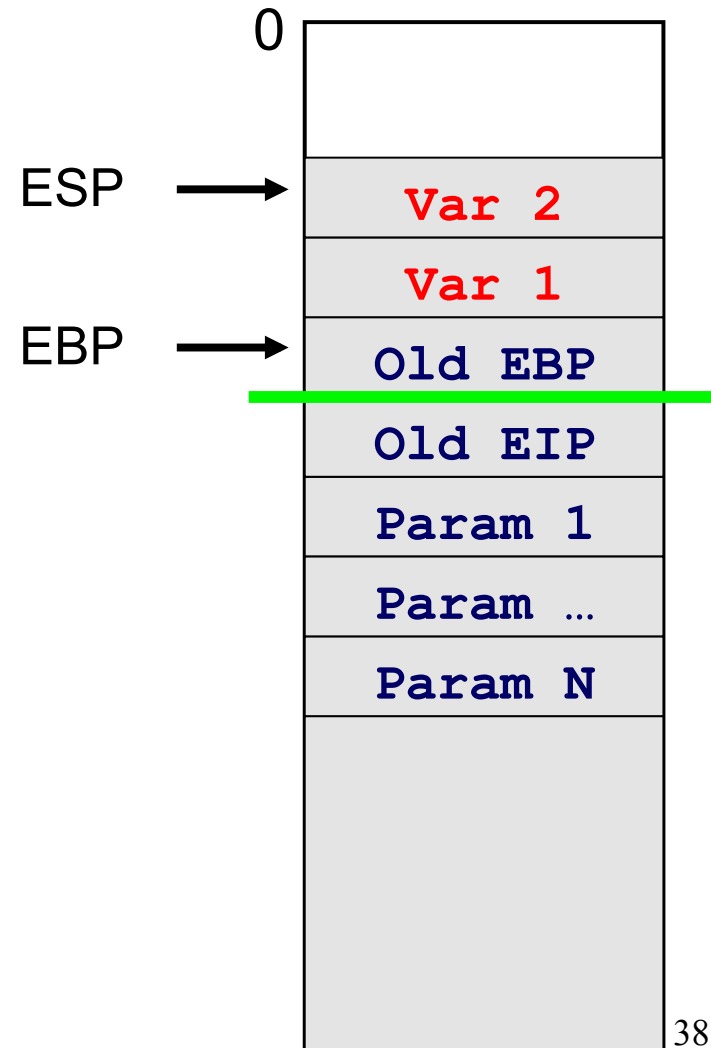 0
ESP
Var 2
Var 1
EBP
Old EBP
Old EIP
Param 1
Param …
Param N
38